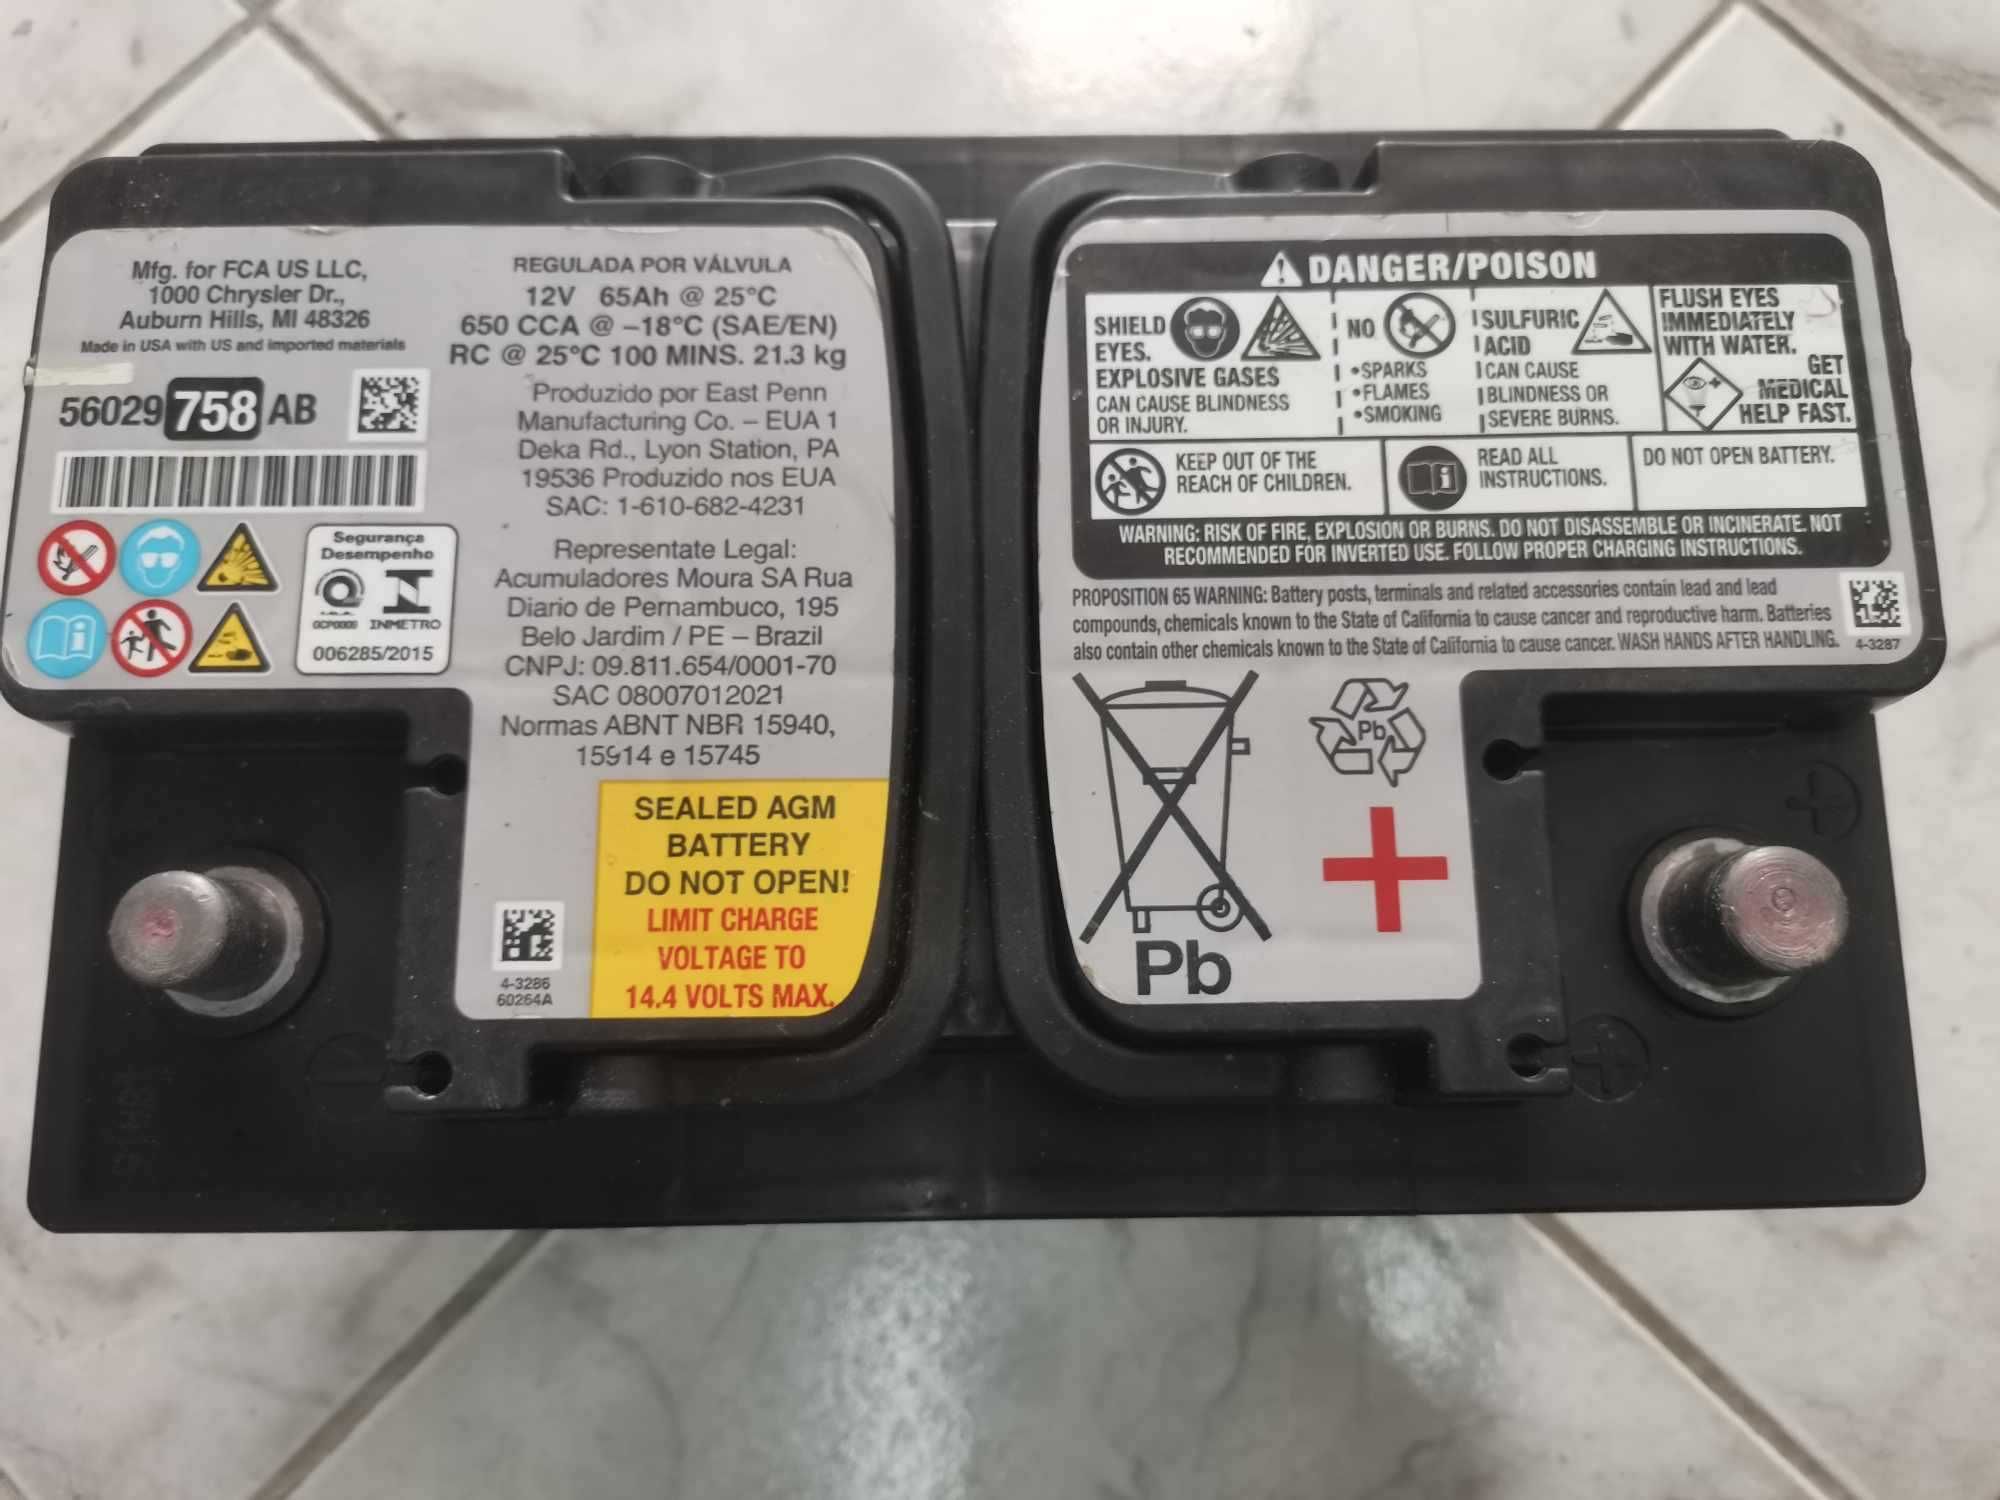 Mfg. for FCA US LLC,
1000 Chrysler Dr.,
Auburn Hills, MI 48326
Made in USA with US and imported materials
56029 758 AB
Segurança
Desempenho
INMETRO
006285/2015
REGULADA POR VÁLVULA
12V 65Ah @ 25°C
650 CCA @ –18°C (SAE/EN)
RC @ 25°C 100 MINS. 21.3 kg
Produzido por East Penn
Manufacturing Co. – EUA 1
Deka Rd., Lyon Station, PA
19536 Produzido nos EUA
SAC: 1-610-682-4231
Representate Legal:
Acumuladores Moura SA Rua
Diario de Pernambuco, 195
Belo Jardim / PE – Brazil
CNPJ: 09.811.654/0001-70
SAC 08007012021
Normas ABNT NBR 15940,
15914 e 15745
SEALED AGM
BATTERY
DO NOT OPEN!
LIMIT CHARGE
VOLTAGE TO
14.4 VOLTS MAX.
4-3286
60264A
DANGER/POISON
SHIELD
EYES.
EXPLOSIVE GASES
CAN CAUSE BLINDNESS
OR INJURY.
NO
•SPARKS
•FLAMES
•SMOKING
SULFURIC
ACID
CAN CAUSE
BLINDNESS OR
SEVERE BURNS.
FLUSH EYES
IMMEDIATELY
WITH WATER.
GET
MEDICAL
HELP FAST.
KEEP OUT OF THE
REACH OF CHILDREN.
READ ALL
INSTRUCTIONS.
DO NOT OPEN BATTERY.
WARNING: RISK OF FIRE, EXPLOSION OR BURNS. DO NOT DISASSEMBLE OR INCINERATE. NOT
RECOMMENDED FOR INVERTED USE. FOLLOW PROPER CHARGING INSTRUCTIONS.
PROPOSITION 65 WARNING: Battery posts, terminals and related accessories contain lead and lead
compounds, chemicals known to the State of California to cause cancer and reproductive harm. Batteries
also contain other chemicals known to the State of California to cause cancer. WASH HANDS AFTER HANDLING.
4-3287
Pb
Pb